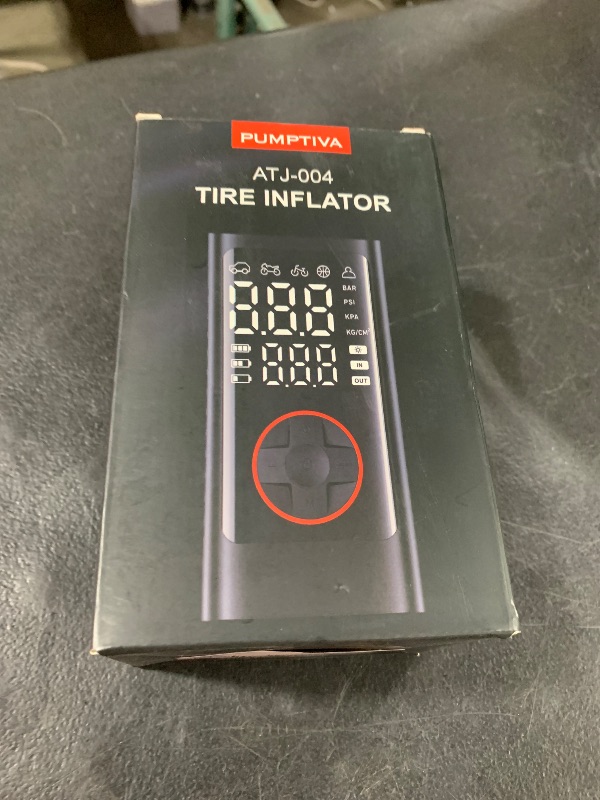 PUMPTIVA
ATJ-004
TIRE INFLATOR
8.8.8
BAR
PSI
KPA
KG/CM²
8.8.8
IN
OUT